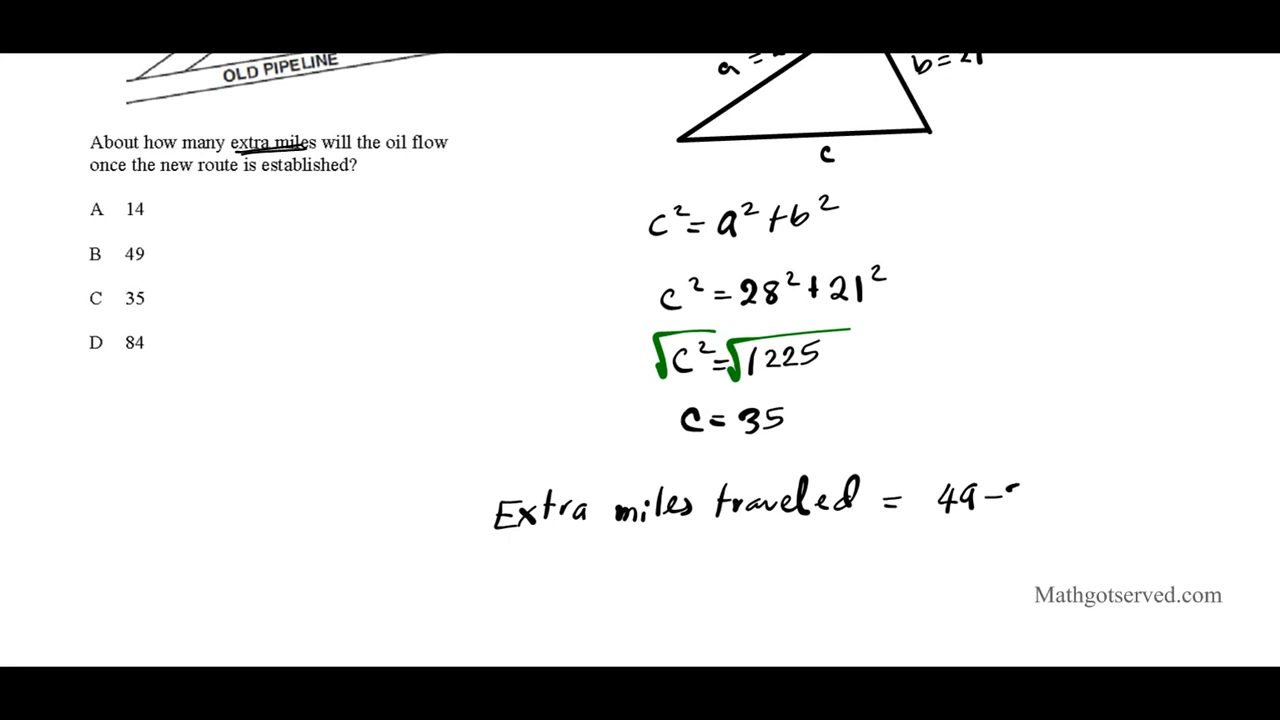 OLD PIPELINE
About how many extra miles will the oil flow
once the new route is established?
A 14
B 49
C 35
D 84
a =
b = 21
c
c² = a² + b²
c² = 28² + 21²
√c² = √1225
c = 35
Extra miles traveled = 49 -
Mathgotserved.com